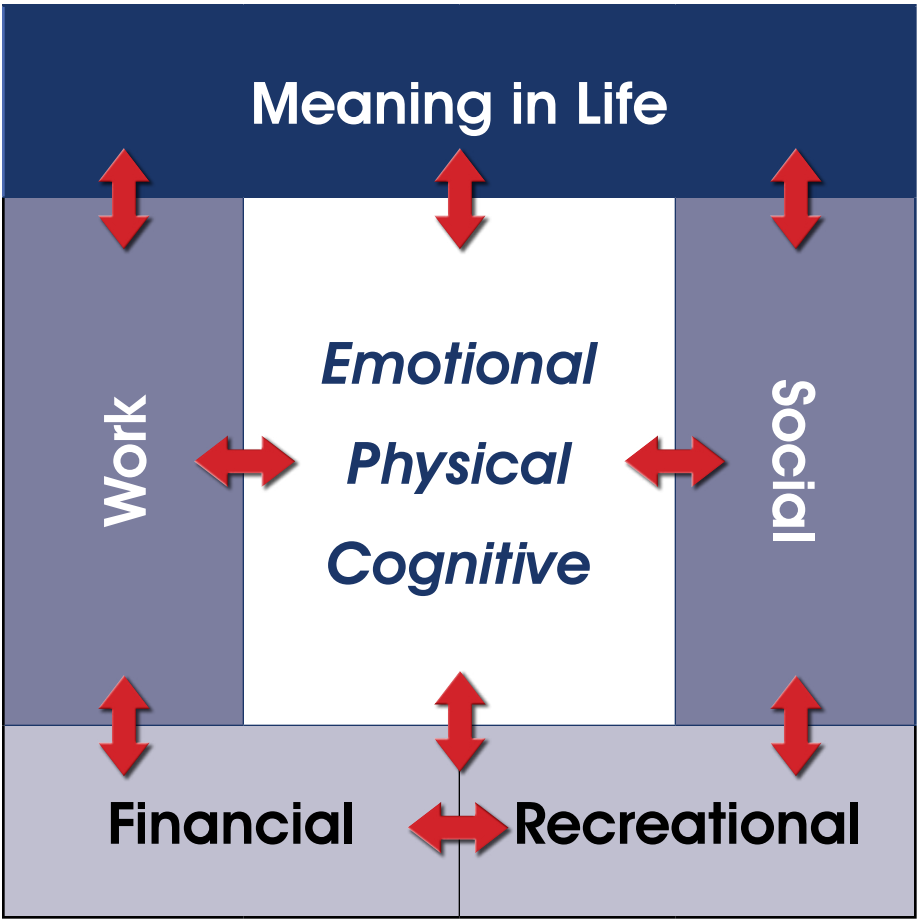 Meaning in Life
Work
Emotional
Physical
Cognitive
Social
Financial
Recreational